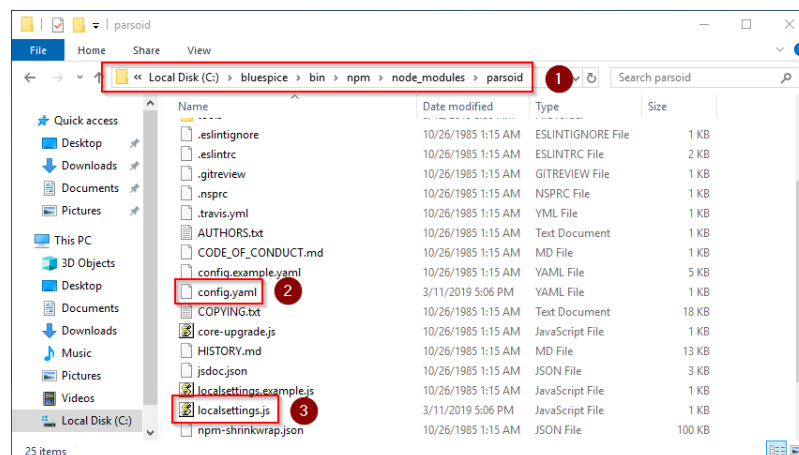 parsoid
File Home Share View
« Local Disk (C:) › bluespice › bin › npm › node_modules › parsoid 1 Search parsoid
Name Date modified Type Size
Quick access
Desktop
Downloads
Documents
Pictures
This PC
3D Objects
Desktop
Documents
Downloads
Music
Pictures
Videos
Local Disk (C:)
.eslintignore 10/26/1985 1:15 AM ESLINTIGNORE File 1 KB
.eslintrc 10/26/1985 1:15 AM ESLINTRC File 2 KB
.gitreview 10/26/1985 1:15 AM GITREVIEW File 1 KB
.nsprc 10/26/1985 1:15 AM NSPRC File 1 KB
.travis.yml 10/26/1985 1:15 AM YML File 1 KB
AUTHORS.txt 10/26/1985 1:15 AM Text Document 1 KB
CODE_OF_CONDUCT.md 10/26/1985 1:15 AM MD File 1 KB
config.example.yaml 10/26/1985 1:15 AM YAML File 5 KB
config.yaml 2 3/11/2019 5:06 PM YAML File 1 KB
COPYING.txt 10/26/1985 1:15 AM Text Document 18 KB
core-upgrade.js 10/26/1985 1:15 AM JavaScript File 1 KB
HISTORY.md 10/26/1985 1:15 AM MD File 13 KB
jsdoc.json 10/26/1985 1:15 AM JSON File 3 KB
localsettings.example.js 10/26/1985 1:15 AM JavaScript File 1 KB
localsettings.js 3 3/11/2019 5:06 PM JavaScript File 1 KB
npm-shrinkwrap.json 10/26/1985 1:15 AM JSON File 100 KB
25 items